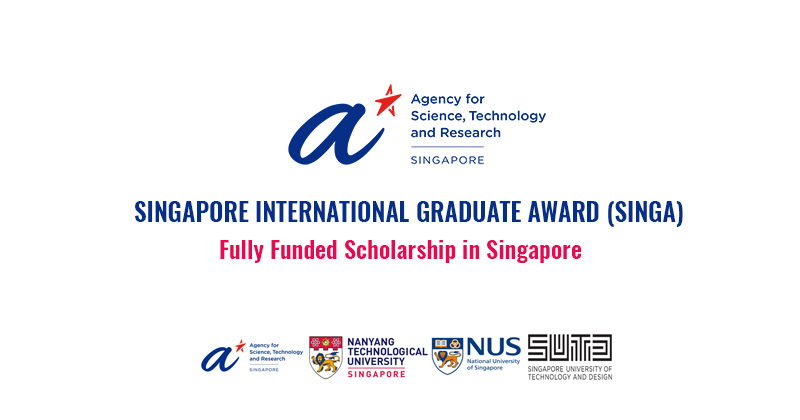 a
Agency for
Science, Technology
and Research
SINGAPORE
SINGAPORE INTERNATIONAL GRADUATE AWARD (SINGA)
Fully Funded Scholarship in Singapore
a
Agency for
Science, Technology
and Research
SINGAPORE
NANYANG
TECHNOLOGICAL
UNIVERSITY
SINGAPORE
NUS
National University
of Singapore
SUTD
SINGAPORE UNIVERSITY OF
TECHNOLOGY AND DESIGN